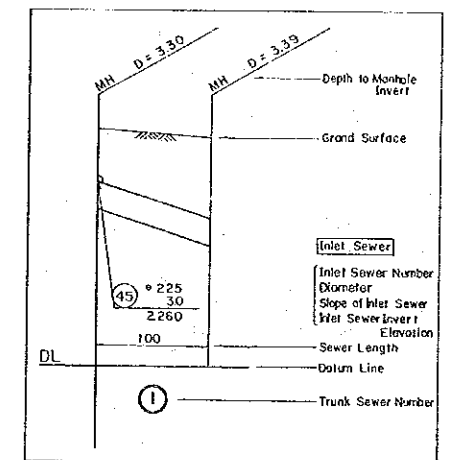 MH D = 3.30
MH D = 3.39
Depth to Manhole
Invert
Grand Surface
Inlet Sewer
45
ø 225
30
2260
Inlet Sewer Number
Diameter
Slope of Inlet Sewer
Inlet Sewer Invert
Elevation
100
Sewer Length
DL
Datum Line
1
Trunk Sewer Number